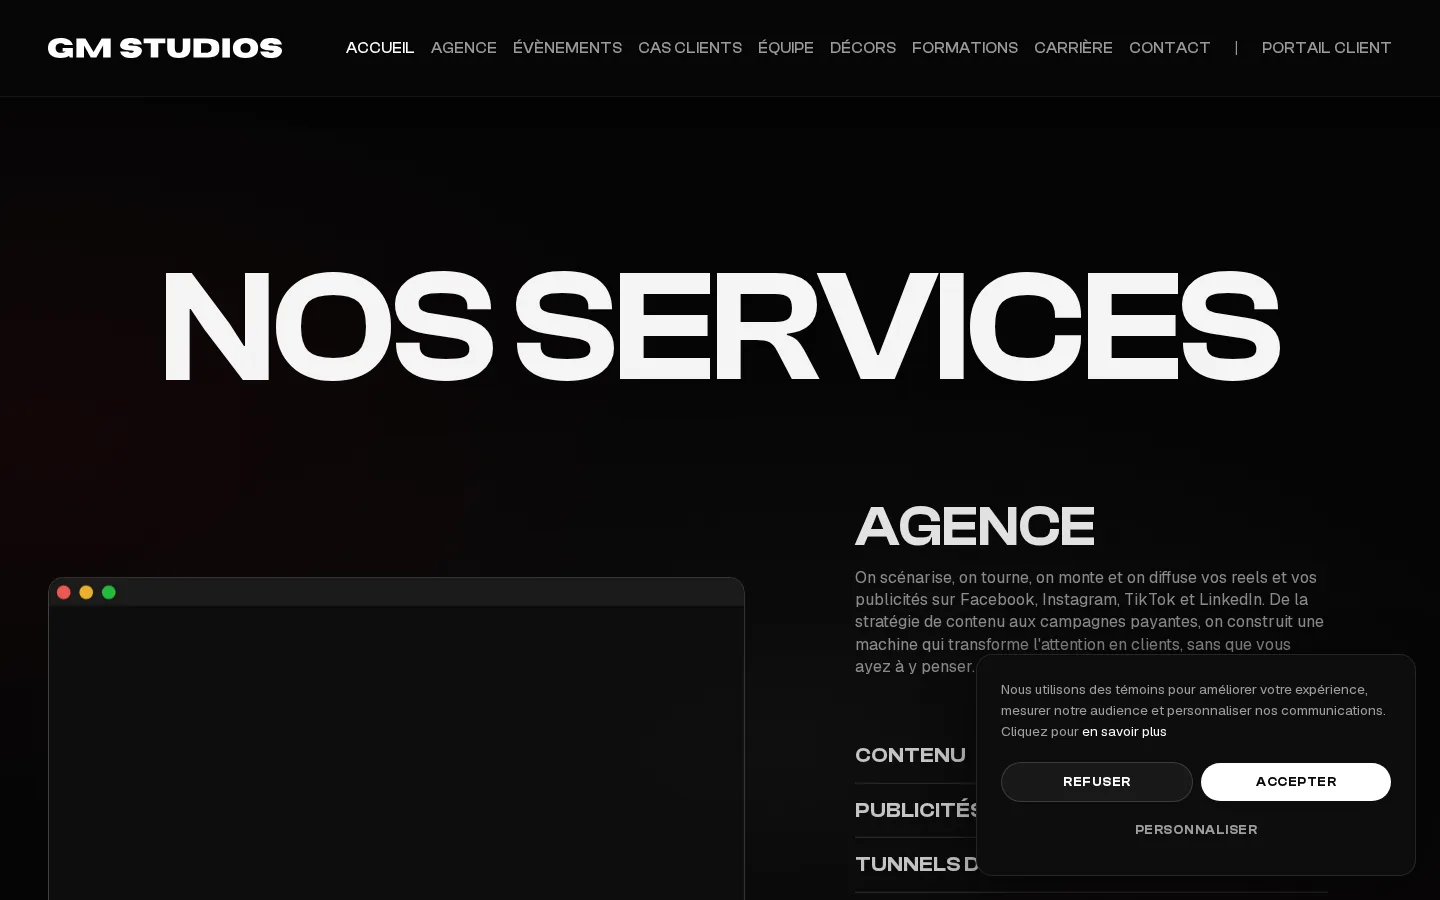 GM STUDIOS
ACCUEIL AGENCE ÉVÈNEMENTS CAS CLIENTS ÉQUIPE DÉCORS FORMATIONS CARRIÈRE CONTACT | PORTAIL CLIENT
NOS SERVICES
AGENCE
On scénarise, on tourne, on monte et on diffuse vos reels et vos
publicités sur Facebook, Instagram, TikTok et LinkedIn. De la
stratégie de contenu aux campagnes payantes, on construit une
machine qui transforme l'attention en clients, sans que vous
ayez à y penser.
CONTENU
PUBLICITÉS
TUNNELS
Nous utilisons des témoins pour améliorer votre expérience,
mesurer notre audience et personnaliser nos communications.
Cliquez pour en savoir plus
REFUSER
ACCEPTER
PERSONNALISER